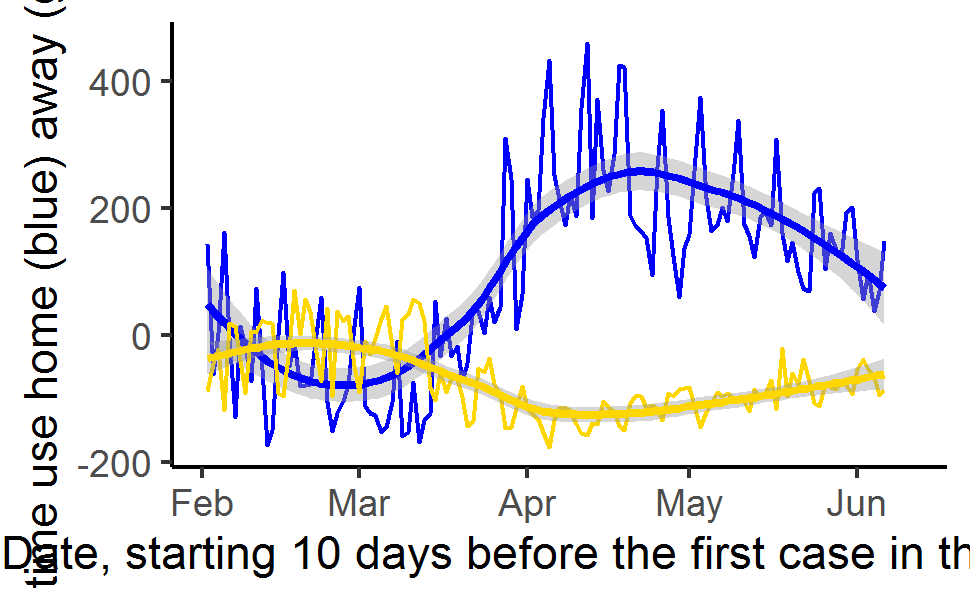 time use home (blue) away (
400
200
0
-200
Feb Mar Apr May Jun
Date, starting 10 days before the first case in th